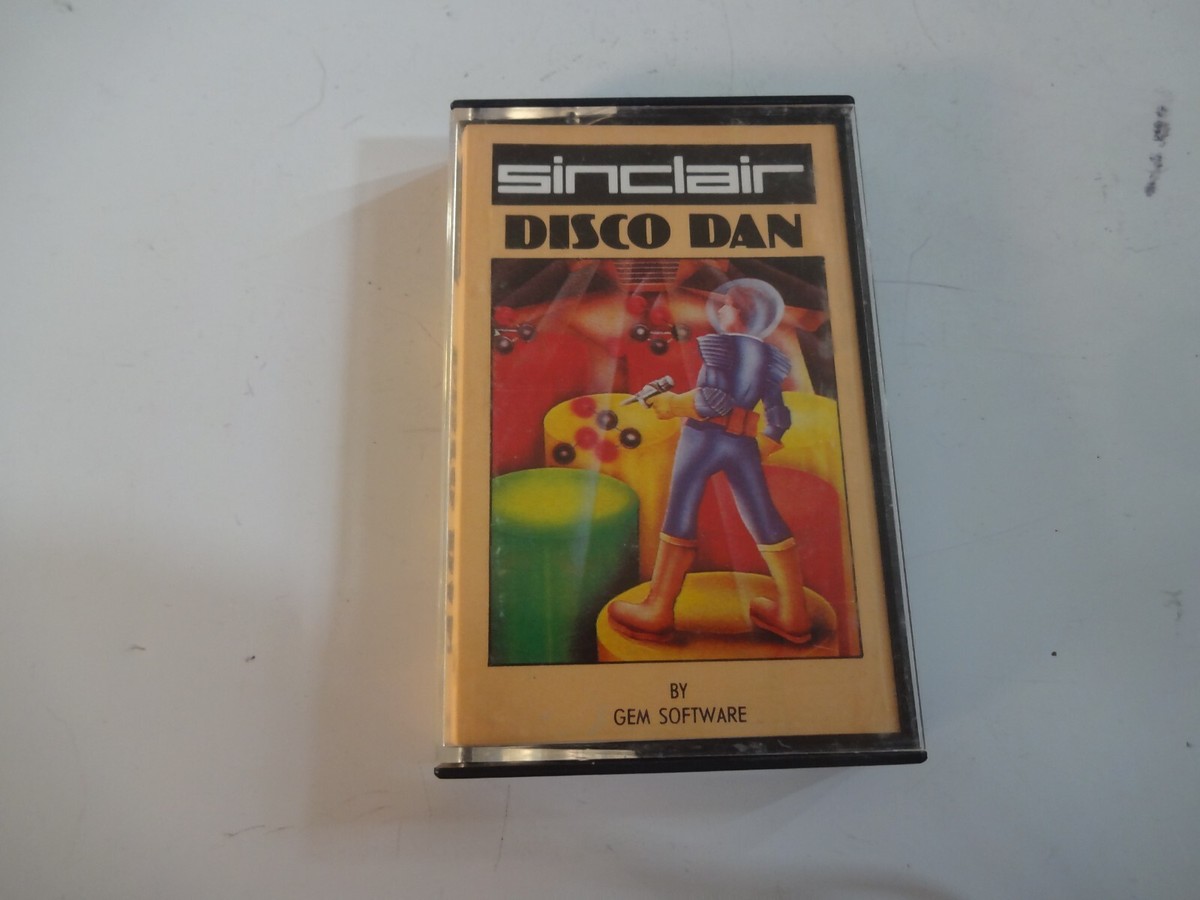 sinclair
DISCO DAN
BY
GEM SOFTWARE